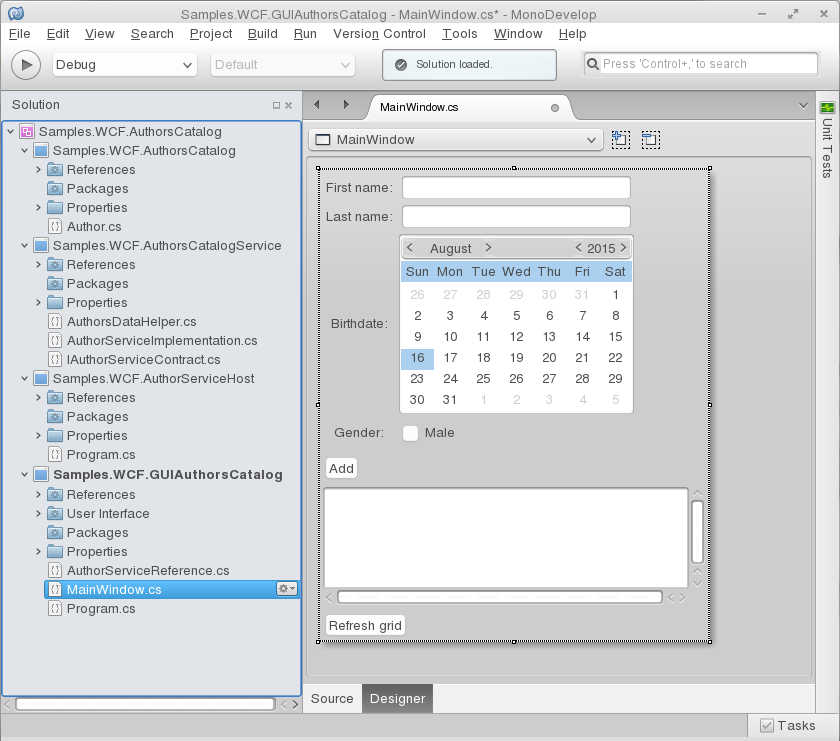 Samples.WCF.GUIAuthorsCatalog - MainWindow.cs* - MonoDevelop
File Edit View Search Project Build Run Version Control Tools Window Help
Debug Default Solution loaded. Press 'Control+,' to search
Solution
MainWindow.cs
Unit Tests
Samples.WCF.AuthorsCatalog
Samples.WCF.AuthorsCatalog
References
Packages
Properties
Author.cs
Samples.WCF.AuthorsCatalogService
References
Packages
Properties
AuthorsDataHelper.cs
AuthorServiceImplementation.cs
IAuthorServiceContract.cs
Samples.WCF.AuthorServiceHost
References
Packages
Properties
Program.cs
Samples.WCF.GUIAuthorsCatalog
References
User Interface
Packages
Properties
AuthorServiceReference.cs
MainWindow.cs
Program.cs
MainWindow
First name:
Last name:
Birthdate:
< August > < 2015 >
Sun Mon Tue Wed Thu Fri Sat
26 27 28 29 30 31 1
2 3 4 5 6 7 8
9 10 11 12 13 14 15
16 17 18 19 20 21 22
23 24 25 26 27 28 29
30 31 1 2 3 4 5
Gender: Male
Add
Refresh grid
Source Designer
Tasks